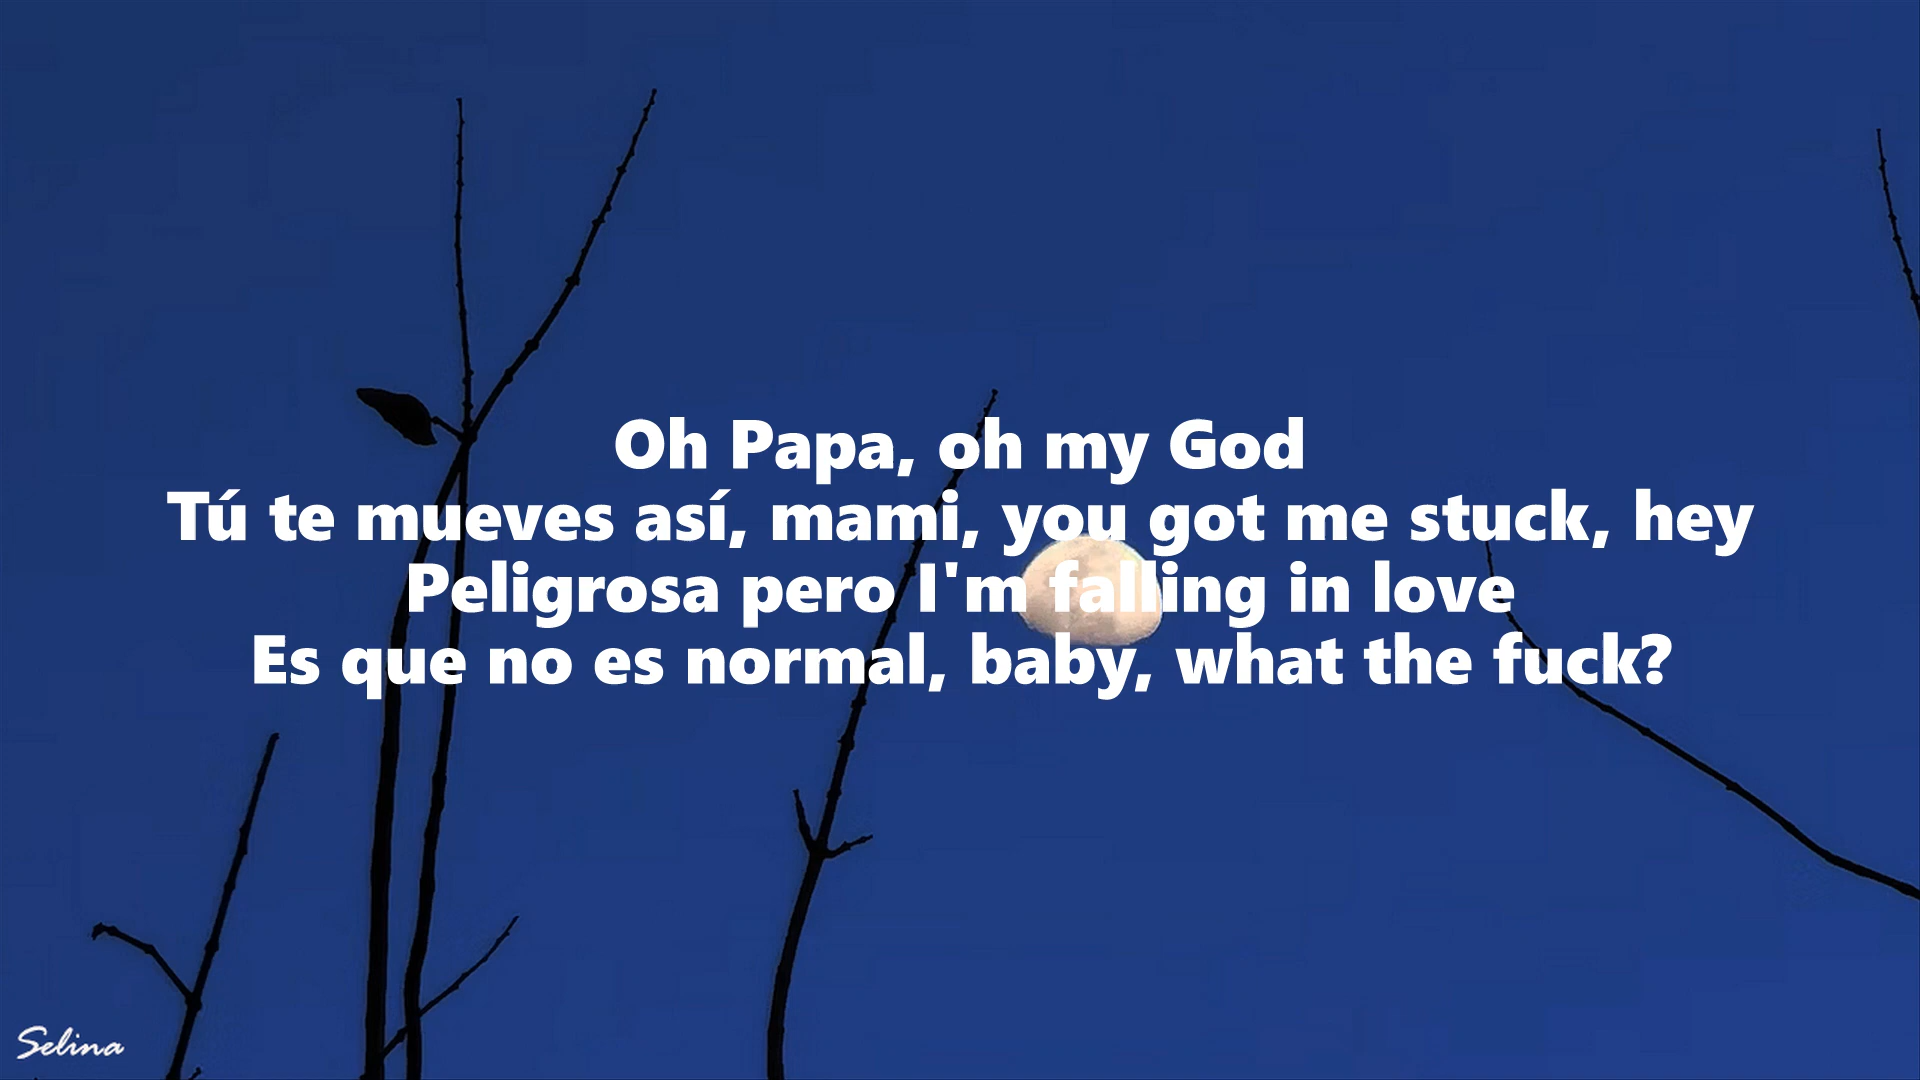 Oh Papa, oh my God
Tú te mueves así, mami, you got me stuck, hey
Peligrosa pero I'm falling in love
Es que no es normal, baby, what the fuck?
Selina